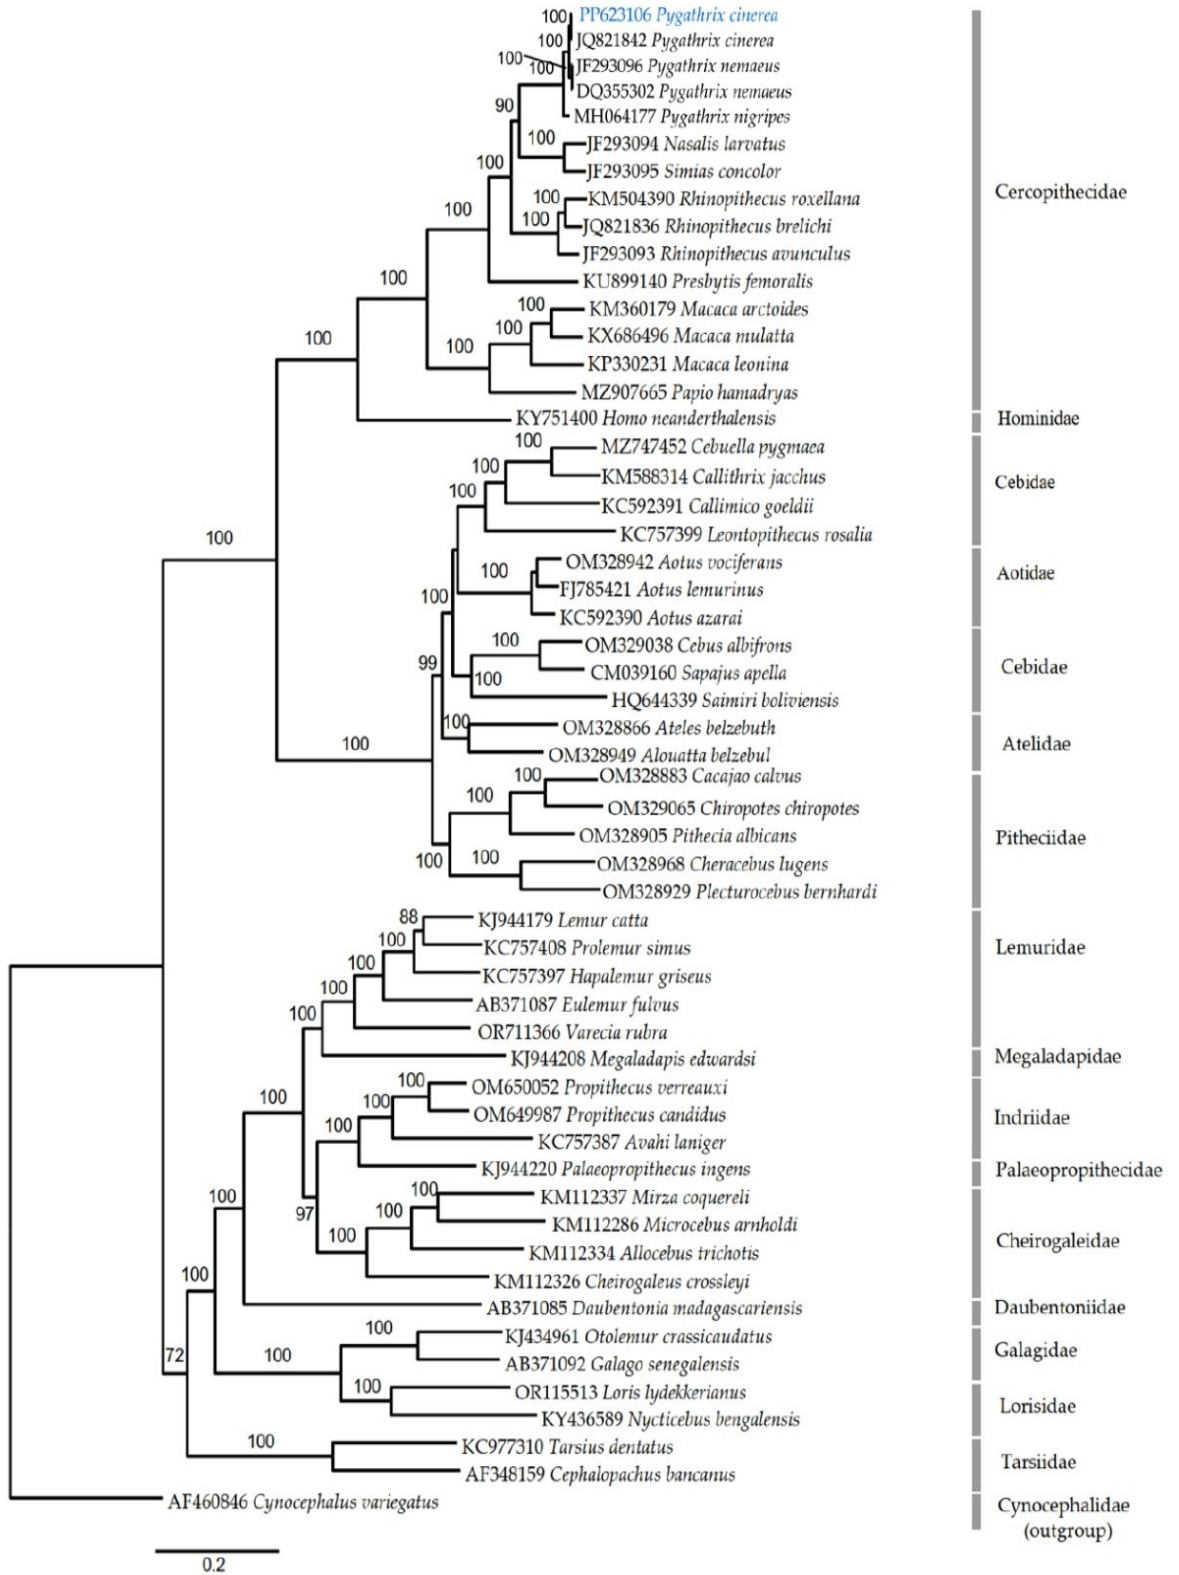 100 PP623106 Pygathrix cinerea
100 JQ821842 Pygathrix cinerea
100 JF293096 Pygathrix nemaeus
100 DQ355302 Pygathrix nemaeus
90 MH064177 Pygathrix nigripes
100 JF293094 Nasalis larvatus
100 JF293095 Simias concolor
100 KM504390 Rhinopithecus roxellana
Cercopithecidae
100 100 JQ821836 Rhinopithecus brelichi
JF293093 Rhinopithecus avunculus
100 KU899140 Presbytis femoralis
100 KM360179 Macaca arctoides
100 100 KX686496 Macaca mulatta
100 KP330231 Macaca leonina
MZ907665 Papio hamadryas
KY751400 Homo neanderthalensis Hominidae
100 MZ747452 Cebuella pygmaea
100 KM588314 Callithrix jacchus Cebidae
100 KC592391 Callimico goeldii
100 KC757399 Leontopithecus rosalia
OM328942 Aotus vociferans
100 FJ785421 Aotus lemurinus Aotidae
100 KC592390 Aotus azarai
100 OM329038 Cebus albifrons
99 CM039160 Sapajus apella Cebidae
100 HQ644339 Saimiri boliviensis
100 OM328866 Ateles belzebuth
100 OM328949 Alouatta belzebul Atelidae
100 OM328883 Cacajao calvus
100 OM329065 Chiropotes chiropotes
OM328905 Pithecia albicans Pitheciidae
100 100 OM328968 Cheracebus lugens
OM328929 Plecturocebus bernhardi
88 KJ944179 Lemur catta
100 KC757408 Prolemur simus Lemuridae
100 KC757397 Hapalemur griseus
100 AB371087 Eulemur fulvus
100 OR711366 Varecia rubra
KJ944208 Megaladapis edwardsi Megaladapidae
100 OM650052 Propithecus verreauxi
100 100 OM649987 Propithecus candidus Indriidae
100 KC757387 Avahi laniger
KJ944220 Palaeopropithecus ingens Palaeopropithecidae
100 100 KM112337 Mirza coquereli
97 100 KM112286 Microcebus arnholdi
100 KM112334 Allocebus trichotis Cheirogaleidae
100 KM112326 Cheirogaleus crossleyi
AB371085 Daubentonia madagascariensis Daubentoniidae
100 KJ434961 Otolemur crassicaudatus
72 100 AB371092 Galago senegalensis Galagidae
100 OR115513 Loris lydekkerianus
KY436589 Nycticebus bengalensis Lorisidae
100 KC977310 Tarsius dentatus
AF348159 Cephalopachus bancanus Tarsiidae
AF460846 Cynocephalus variegatus Cynocephalidae
(outgroup)
0.2